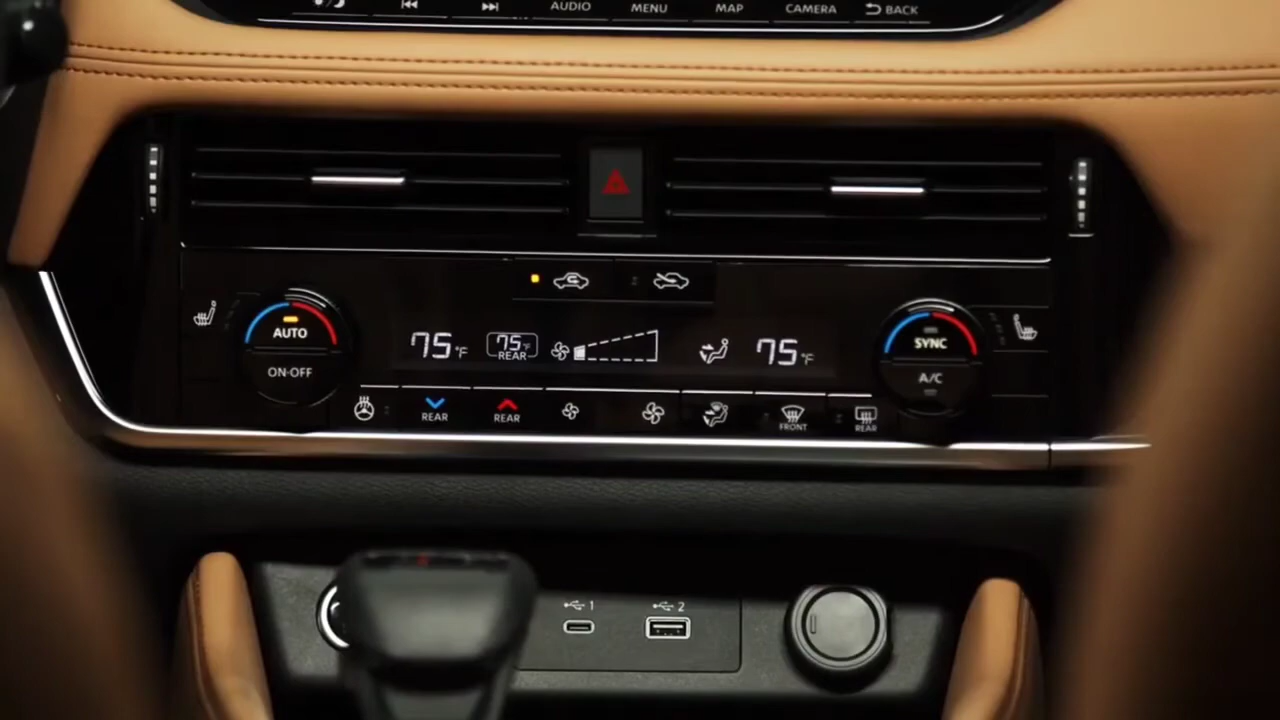 AUDIO MENU MAP CAMERA BACK
AUTO
ON·OFF
75°F
75°F
REAR
75°F
SYNC
A/C
REAR
REAR
FRONT
REAR
1
2